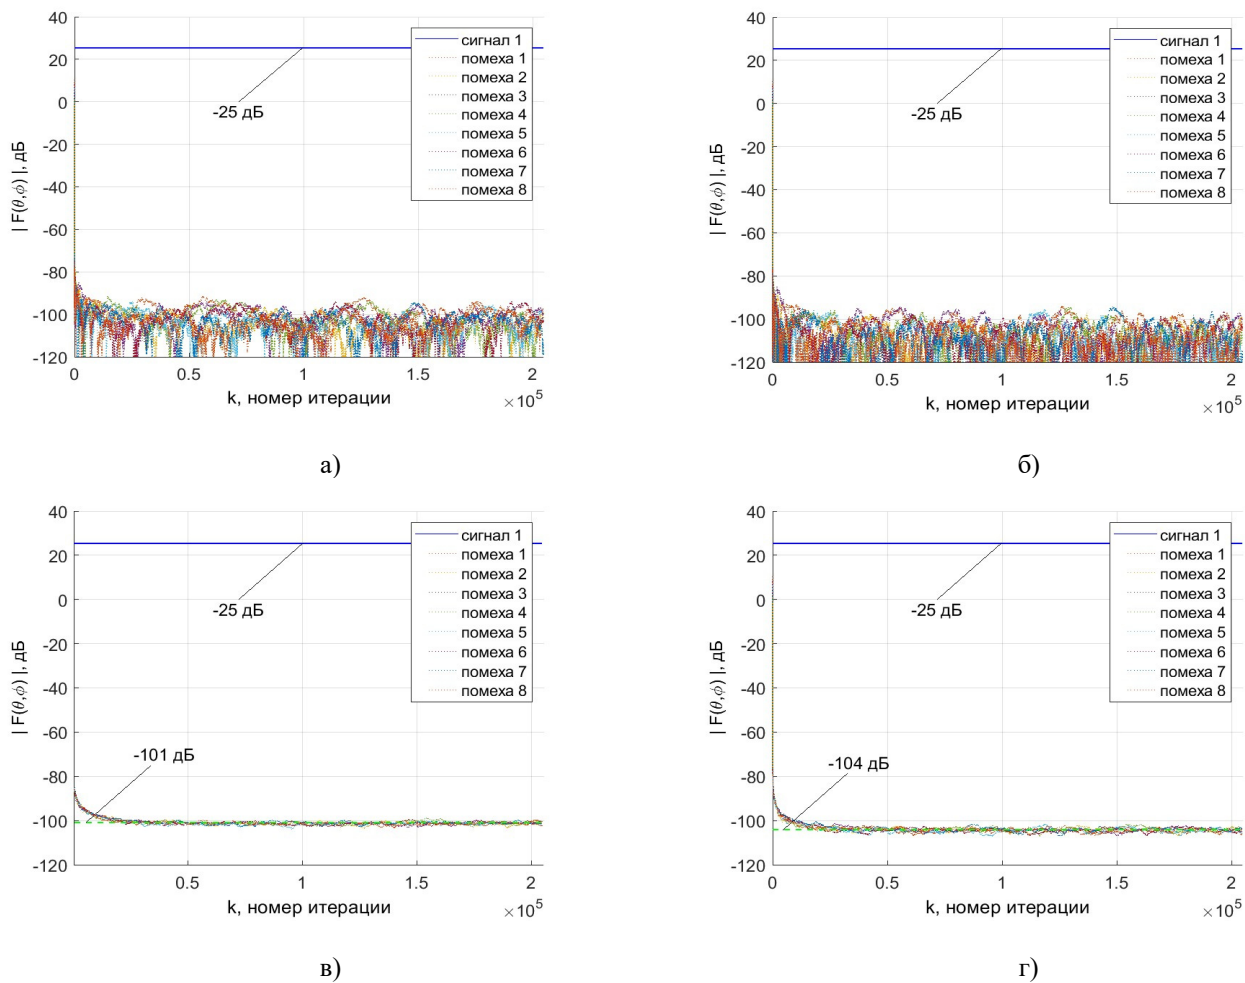 40
20
0
-20
-40
-60
-80
-100
-120
| F(θ,ϕ) |, дБ
сигнал 1
помеха 1
помеха 2
помеха 3
помеха 4
помеха 5
помеха 6
помеха 7
помеха 8
-25 дБ
0 0.5 1 1.5 2
×10⁵
k, номер итерации
а)
40
20
0
-20
-40
-60
-80
-100
-120
| F(θ,ϕ) |, дБ
сигнал 1
помеха 1
помеха 2
помеха 3
помеха 4
помеха 5
помеха 6
помеха 7
помеха 8
-25 дБ
0 0.5 1 1.5 2
×10⁵
k, номер итерации
б)
40
20
0
-20
-40
-60
-80
-100
-120
| F(θ,ϕ) |, дБ
сигнал 1
помеха 1
помеха 2
помеха 3
помеха 4
помеха 5
помеха 6
помеха 7
помеха 8
-25 дБ
-101 дБ
0.5 1 1.5 2
×10⁵
k, номер итерации
в)
40
20
0
-20
-40
-60
-80
-100
-120
| F(θ,ϕ) |, дБ
сигнал 1
помеха 1
помеха 2
помеха 3
помеха 4
помеха 5
помеха 6
помеха 7
помеха 8
-25 дБ
-104 дБ
0 0.5 1 1.5 2
×10⁵
k, номер итерации
г)